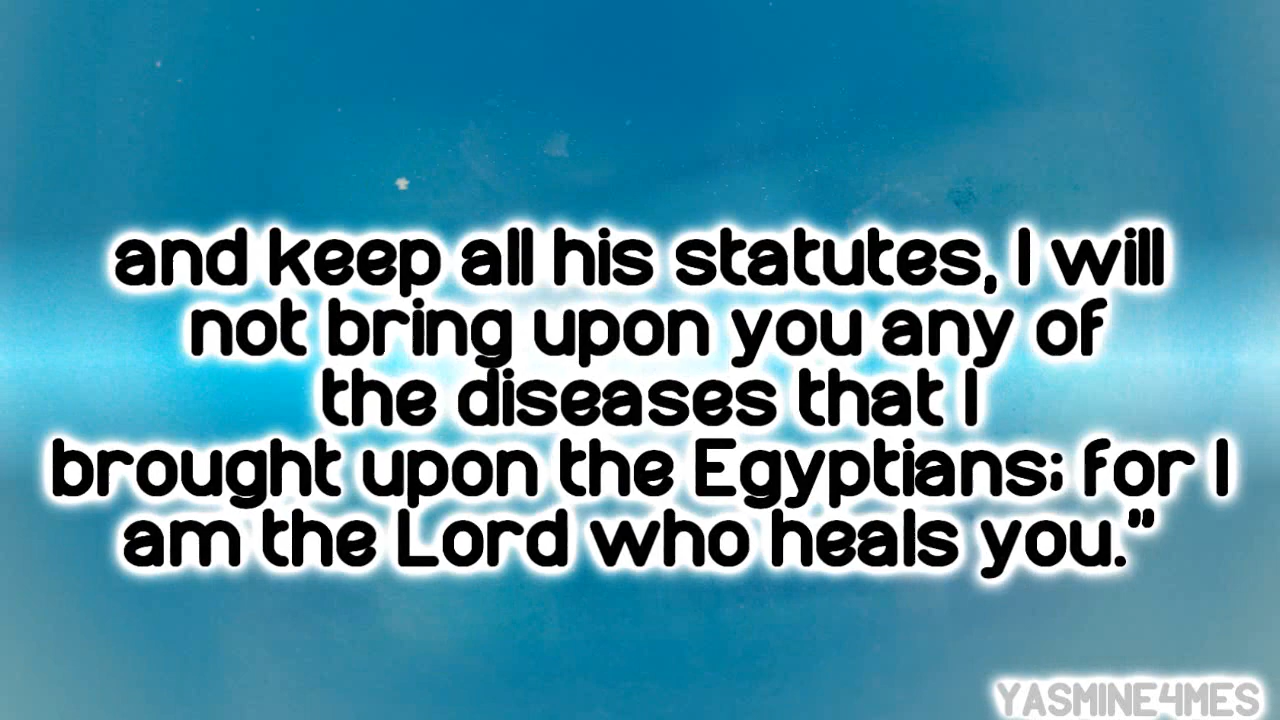 and keep all his statutes, I will
not bring upon you any of
the diseases that I
brought upon the Egyptians; for I
am the Lord who heals you.”
YASMINE4MES